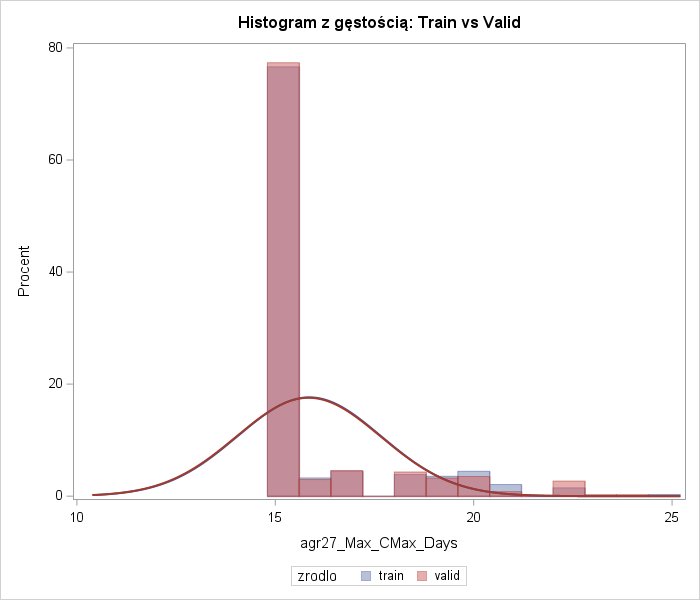 Histogram z gęstością: Train vs Valid
80
60
40
20
0
Procent
10 15 20 25
agr27_Max_CMax_Days
zrodlo train valid